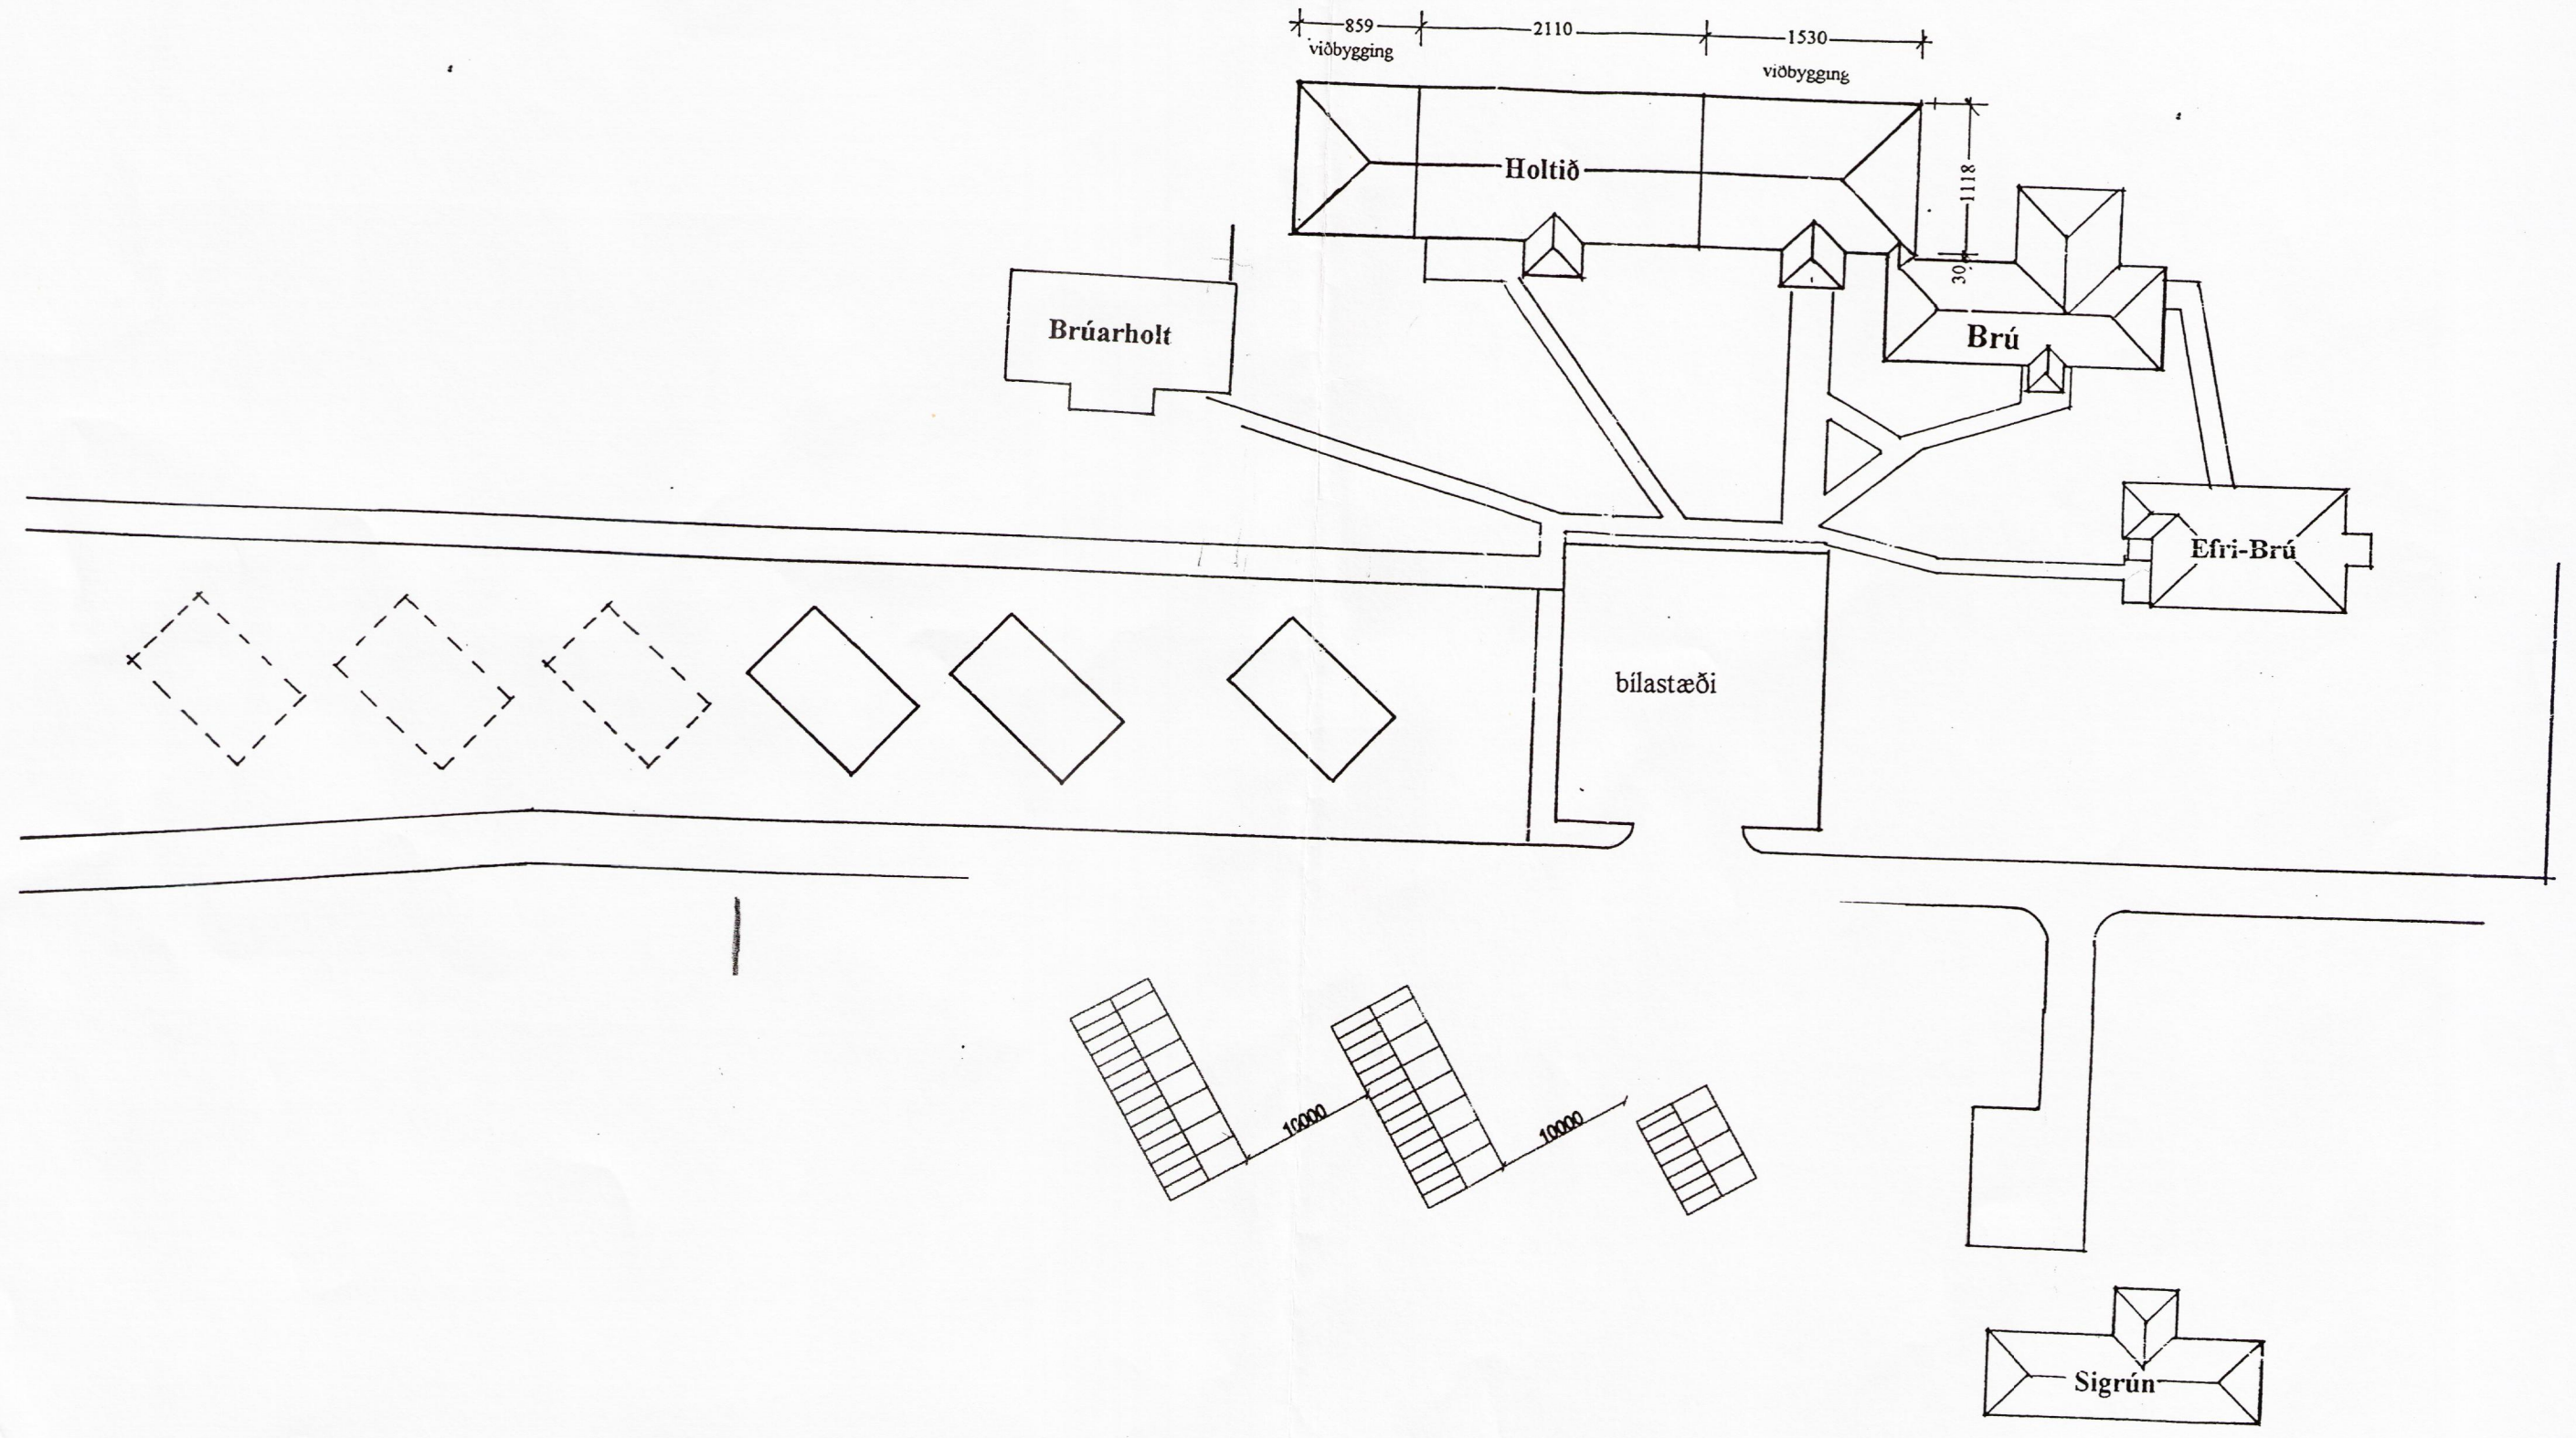 859
2110
1530
viðbygging
viðbygging
Holtið
1118
30
Brúarholt
Brú
Efri-Brú
bílastæði
10000
10000
Sigrún